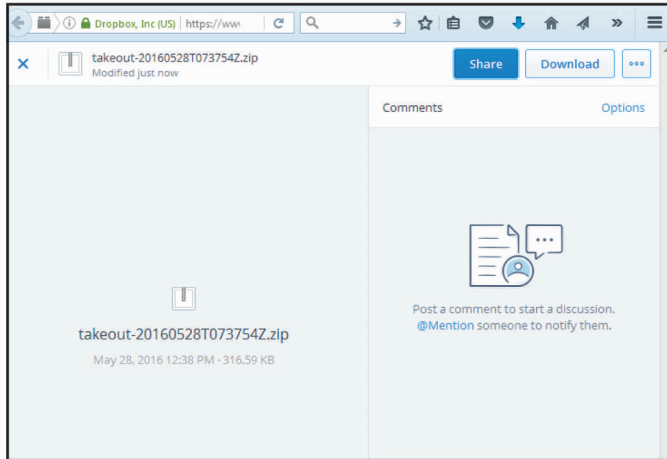 Dropbox, Inc (US) https://ww
takeout-20160528T073754Z.zip
Modified just now
Share
Download
Comments
Options
takeout-20160528T073754Z.zip
May 28, 2016 12:38 PM - 316.59 KB
Post a comment to start a discussion.
@Mention someone to notify them.